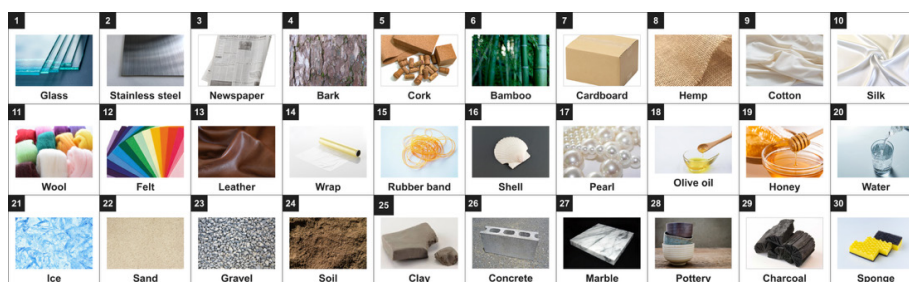 1 2 3 4 5 6 7 8 9 10
Glass Stainless steel Newspaper Bark Cork Bamboo Cardboard Hemp Cotton Silk
11 12 13 14 15 16 17 18 19 20
Wool Felt Leather Wrap Rubber band Shell Pearl Olive oil Honey Water
21 22 23 24 25 26 27 28 29 30
Ice Sand Gravel Soil Clay Concrete Marble Pottery Charcoal Sponge